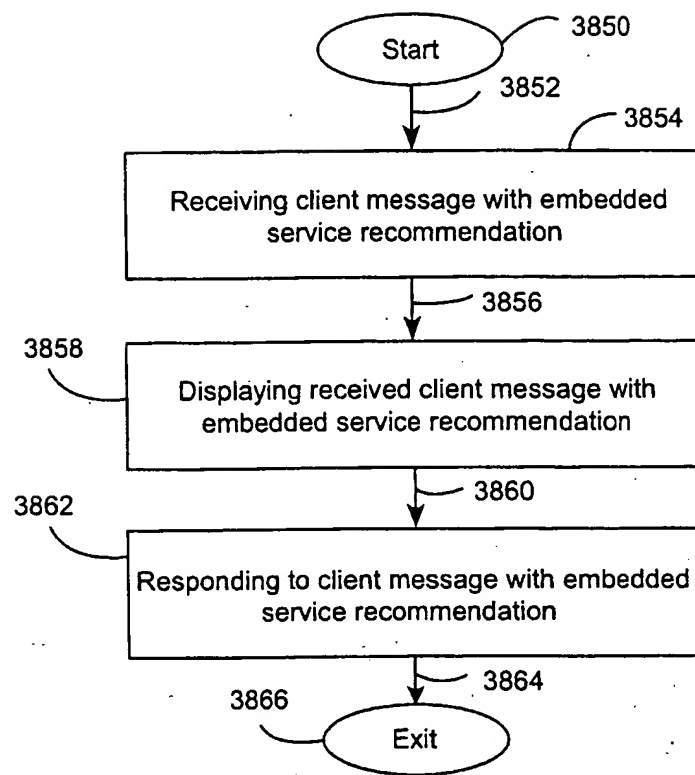 Start
3850
3852
3854
Receiving client message with embedded
service recommendation
3856
3858
Displaying received client message with
embedded service recommendation
3860
3862
Responding to client message with embedded
service recommendation
3864
3866
Exit